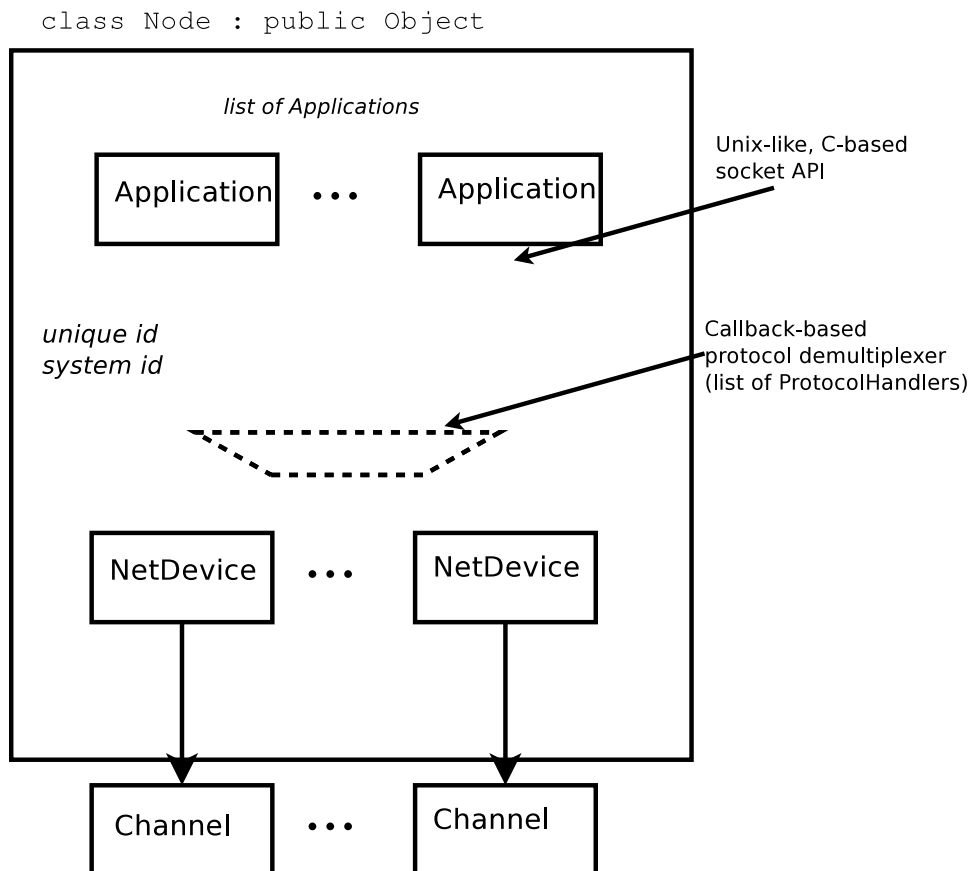 class Node : public Object
list of Applications
Unix-like, C-based
socket API
Application
...
Application
unique id
system id
Callback-based
protocol demultiplexer
(list of ProtocolHandlers)
NetDevice
...
NetDevice
Channel
...
Channel